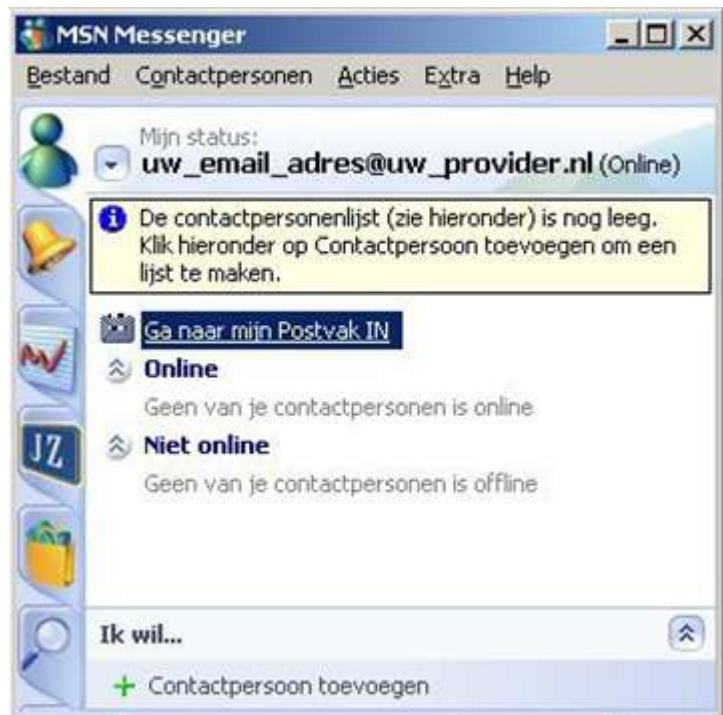 MSN Messenger
Bestand Contactpersonen Acties Extra Help
Mijn status:
uw_email_adres@uw_provider.nl (Online)
De contactpersonenlijst (zie hieronder) is nog leeg.
Klik hieronder op Contactpersoon toevoegen om een
lijst te maken.
Ga naar mijn Postvak IN
Online
Geen van je contactpersonen is online
Niet online
Geen van je contactpersonen is offline
JZ
Ik wil...
+ Contactpersoon toevoegen